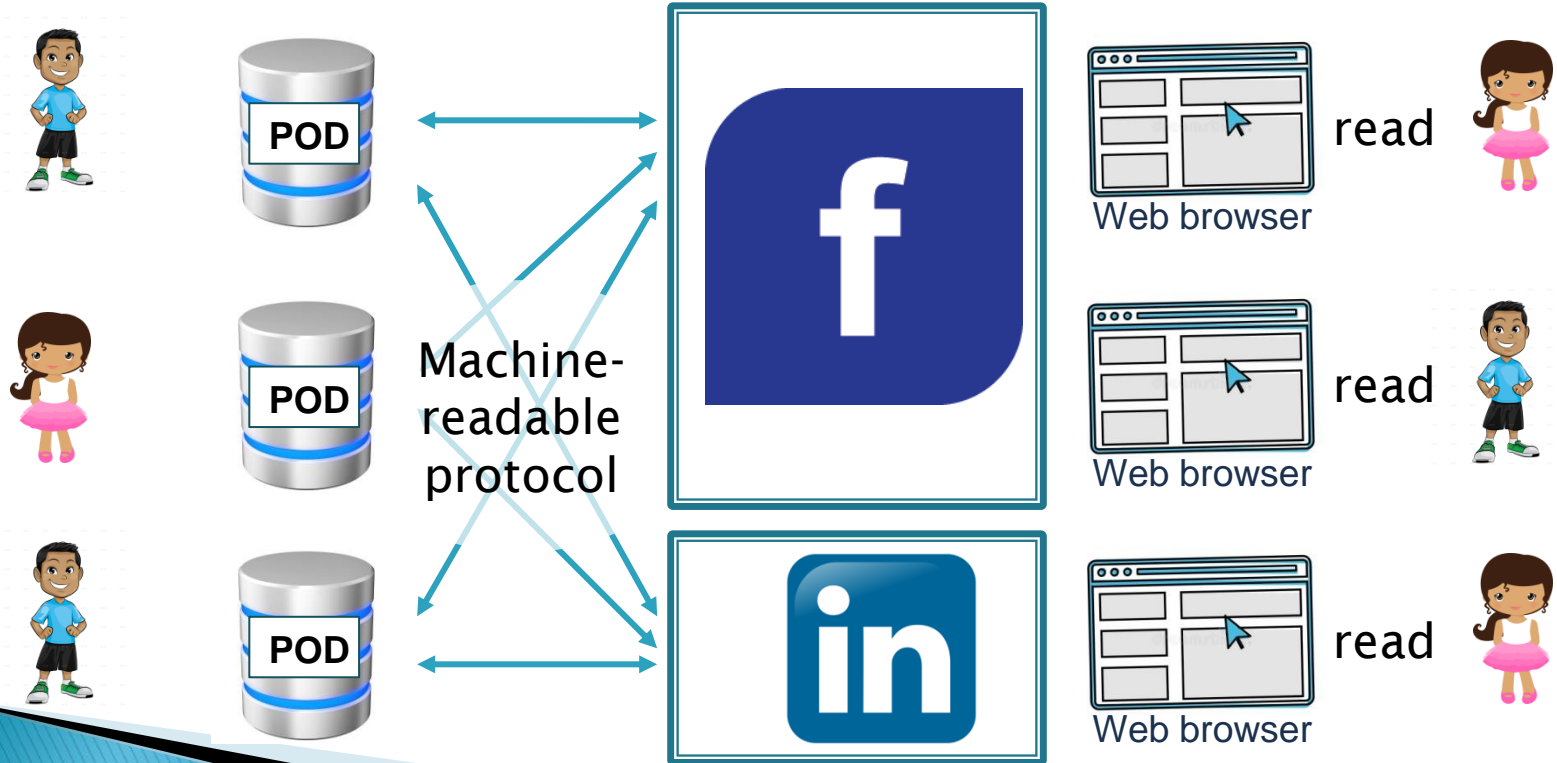 POD
f
Web browser
read
POD
Machine-
readable
protocol
Web browser
read
POD
in
Web browser
read